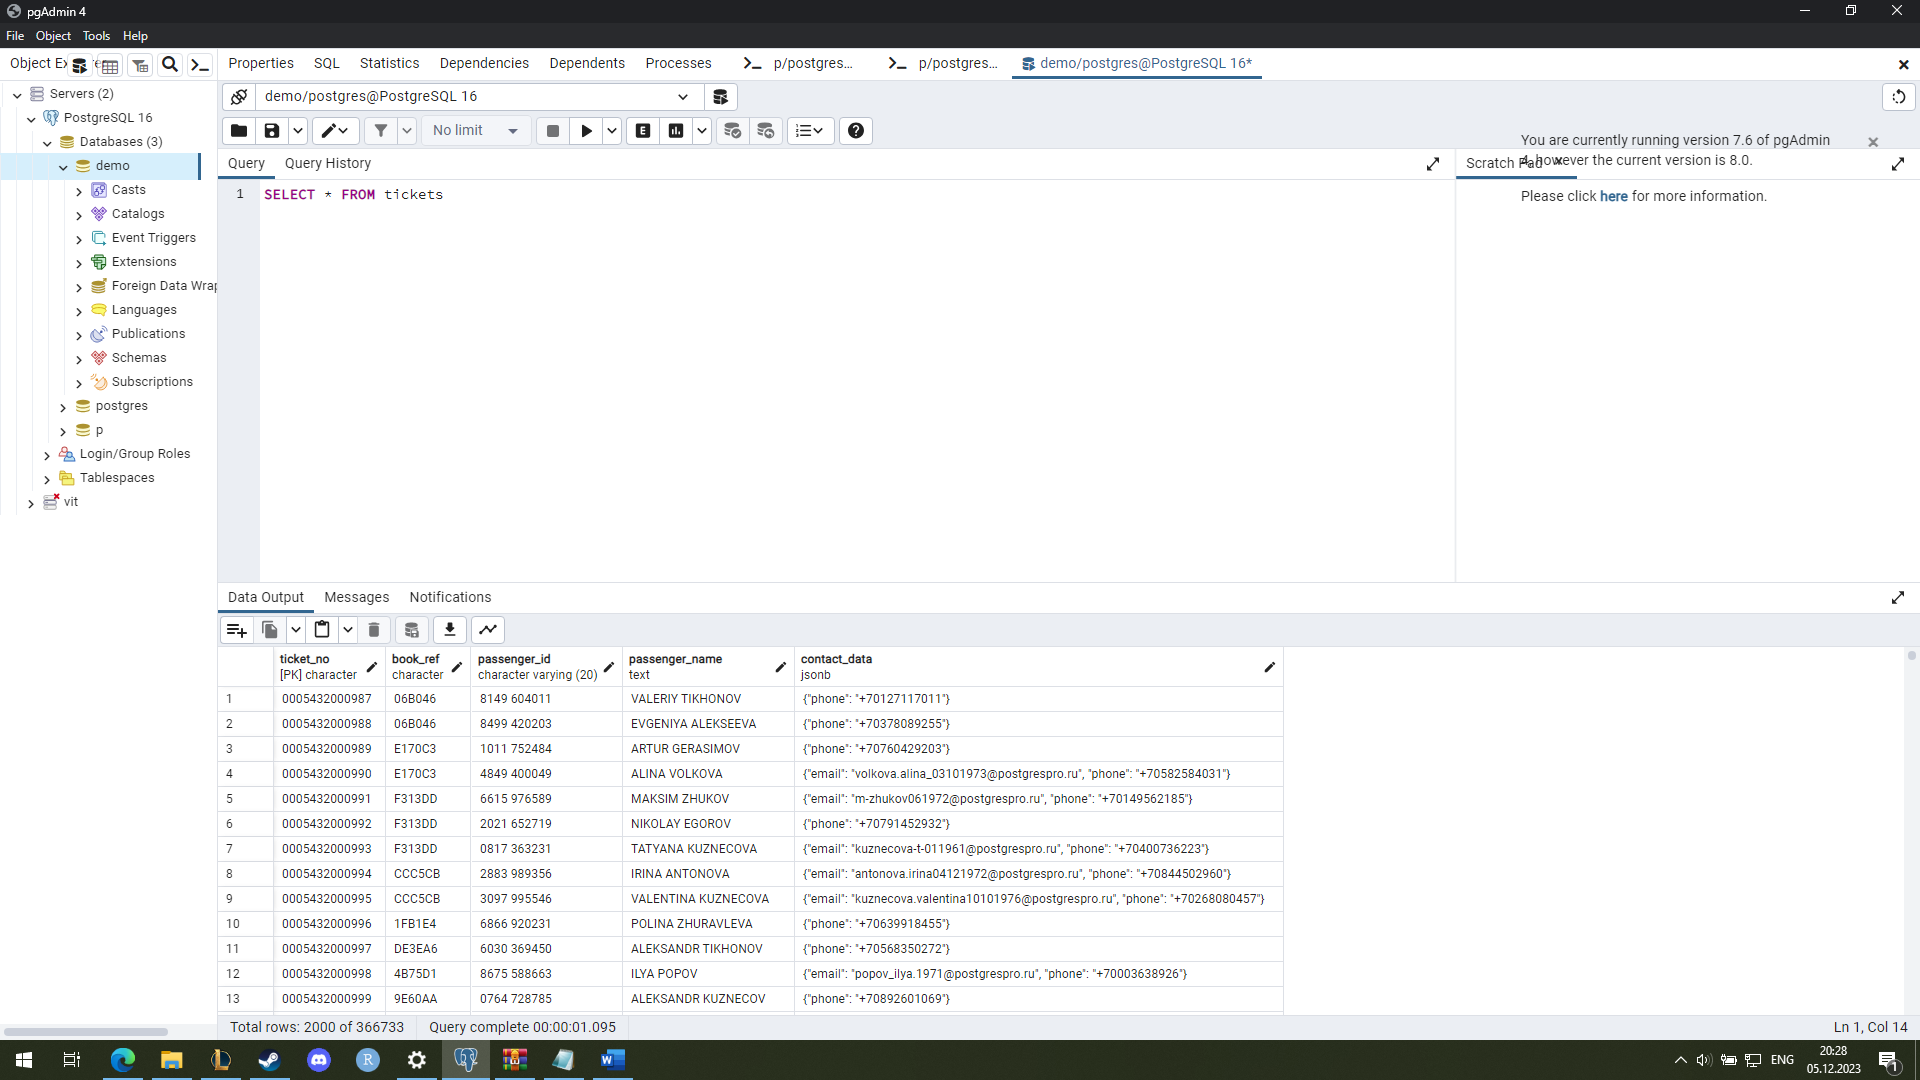 pgAdmin 4
File Object Tools Help
Object Ex
Properties SQL Statistics Dependencies Dependents Processes p/postgres... p/postgres... demo/postgres@PostgreSQL 16*
Servers (2)
PostgreSQL 16
Databases (3)
demo
Casts
Catalogs
Event Triggers
Extensions
Foreign Data Wrap
Languages
Publications
Schemas
Subscriptions
postgres
p
Login/Group Roles
Tablespaces
vit
demo/postgres@PostgreSQL 16
No limit
E
Query Query History
Scratch Pad
You are currently running version 7.6 of pgAdmin
4, however the current version is 8.0.
Please click here for more information.
1 SELECT * FROM tickets
Data Output Messages Notifications
ticket_no book_ref passenger_id passenger_name contact_data
[PK] character character character varying (20) text jsonb
1 0005432000987 06B046 8149 604011 VALERIY TIKHONOV {"phone": "+70127117011"}
2 0005432000988 06B046 8499 420203 EVGENIYA ALEKSEEVA {"phone": "+70378089255"}
3 0005432000989 E170C3 1011 752484 ARTUR GERASIMOV {"phone": "+70760429203"}
4 0005432000990 E170C3 4849 400049 ALINA VOLKOVA {"email": "volkova.alina_03101973@postgrespro.ru", "phone": "+70582584031"}
5 0005432000991 F313DD 6615 976589 MAKSIM ZHUKOV {"email": "m-zhukov061972@postgrespro.ru", "phone": "+70149562185"}
6 0005432000992 F313DD 2021 652719 NIKOLAY EGOROV {"phone": "+70791452932"}
7 0005432000993 F313DD 0817 363231 TATYANA KUZNECOVA {"email": "kuznecova-t-011961@postgrespro.ru", "phone": "+70400736223"}
8 0005432000994 CCC5CB 2883 989356 IRINA ANTONOVA {"email": "antonova.irina04121972@postgrespro.ru", "phone": "+70844502960"}
9 0005432000995 CCC5CB 3097 995546 VALENTINA KUZNECOVA {"email": "kuznecova.valentina10101976@postgrespro.ru", "phone": "+70268080457"}
10 0005432000996 1FB1E4 6866 920231 POLINA ZHURAVLEVA {"phone": "+70639918455"}
11 0005432000997 DE3EA6 6030 369450 ALEKSANDR TIKHONOV {"phone": "+70568350272"}
12 0005432000998 4B75D1 8675 588663 ILYA POPOV {"email": "popov_ilya.1971@postgrespro.ru", "phone": "+70003638926"}
13 0005432000999 9E60AA 0764 728785 ALEKSANDR KUZNECOV {"phone": "+70892601069"}
Total rows: 2000 of 366733 Query complete 00:00:01.095 Ln 1, Col 14
ENG
20:28
05.12.2023
1